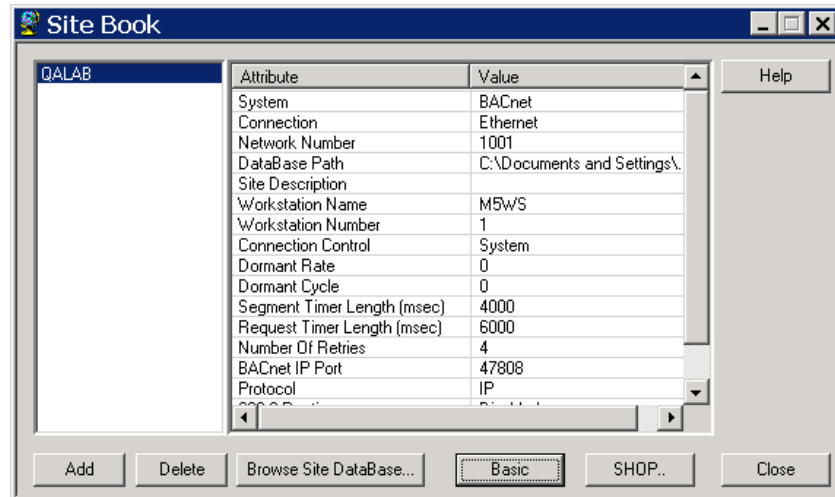 Site Book
QALAB
Attribute Value
System BACnet
Connection Ethernet
Network Number 1001
DataBase Path C:\Documents and Settings\.
Site Description
Workstation Name M5WS
Workstation Number 1
Connection Control System
Dormant Rate 0
Dormant Cycle 0
Segment Timer Length (msec) 4000
Request Timer Length (msec) 6000
Number Of Retries 4
BACnet IP Port 47808
Protocol IP
Help
Add Delete Browse Site DataBase... Basic SHOP.. Close